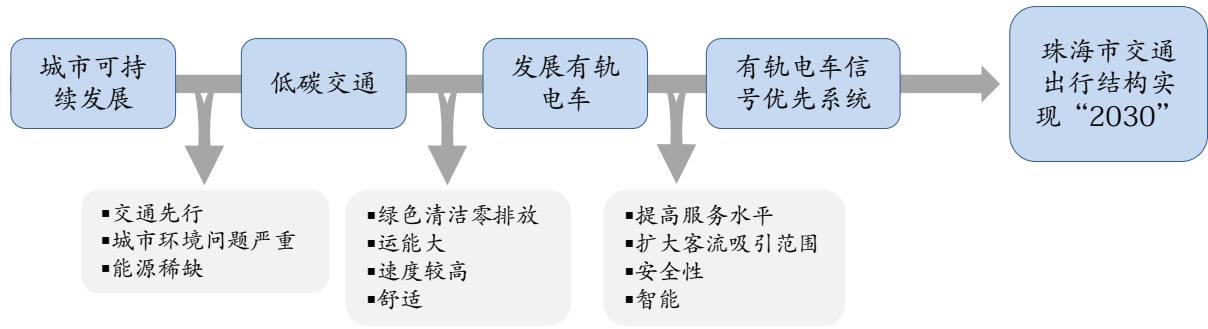 城市可持
续发展
低碳交通
发展有轨
电车
有轨电车信
号优先系统
珠海市交通
出行结构实
现“2030”
▪交通先行
▪城市环境问题严重
▪能源稀缺
▪绿色清洁零排放
▪运能大
▪速度较高
▪舒适
▪提高服务水平
▪扩大客流吸引范围
▪安全性
▪智能